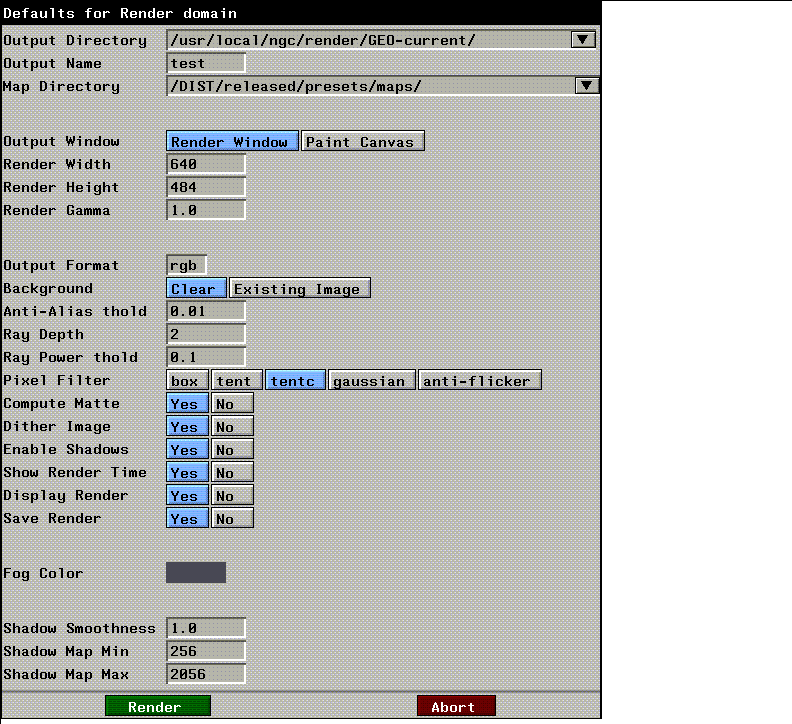 Defaults for Render domain
Output Directory /usr/local/ngc/render/GEO-current/
Output Name test
Map Directory /DIST/released/presets/maps/
Output Window Render Window Paint Canvas
Render Width 640
Render Height 484
Render Gamma 1.0
Output Format rgb
Background Clear Existing Image
Anti-Alias thold 0.01
Ray Depth 2
Ray Power thold 0.1
Pixel Filter box tent tentc gaussian anti-flicker
Compute Matte Yes No
Dither Image Yes No
Enable Shadows Yes No
Show Render Time Yes No
Display Render Yes No
Save Render Yes No
Fog Color
Shadow Smoothness 1.0
Shadow Map Min 256
Shadow Map Max 2056
Render Abort